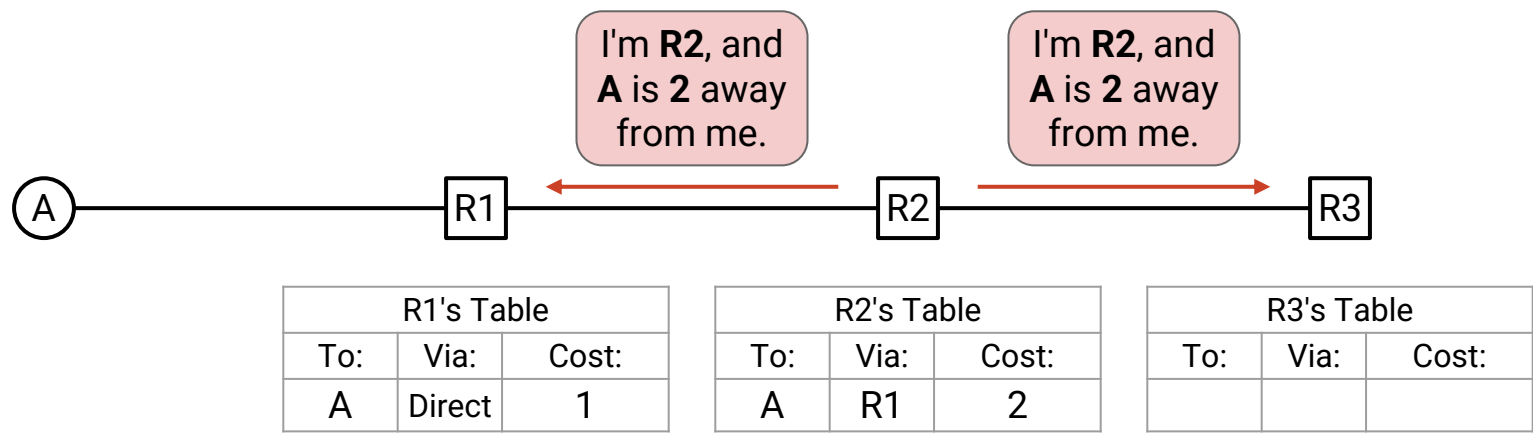 I'm R2, and
A is 2 away
from me.
I'm R2, and
A is 2 away
from me.
A
R1
R2
R3
R1's Table
To: Via: Cost:
A Direct 1
R2's Table
To: Via: Cost:
A R1 2
R3's Table
To: Via: Cost: